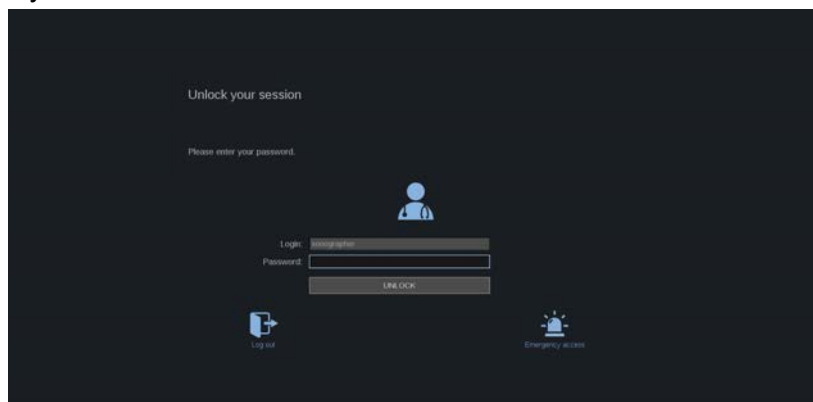 Unlock your session
Please enter your password.
Login: sonographer
Password:
UNLOCK
Log out
Emergency access